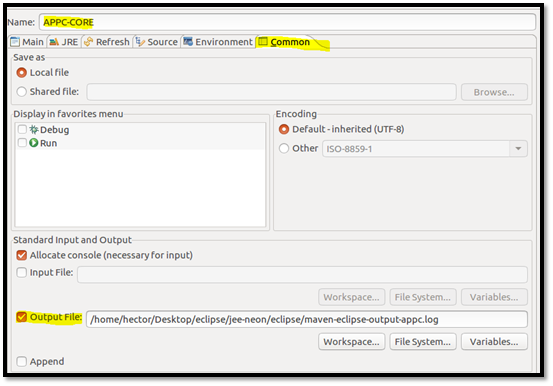 Name: APPC-CORE
Main JRE Refresh Source Environment Common
Save as
Local file
Shared file: Browse...
Display in favorites menu Encoding
Debug Default - inherited (UTF-8)
Run Other ISO-8859-1
Standard Input and Output
Allocate console (necessary for input)
Input File:
Workspace... File System... Variables...
Output File: /home/hector/Desktop/eclipse/jee-neon/eclipse/maven-eclipse-output-appc.log
Workspace... File System... Variables...
Append